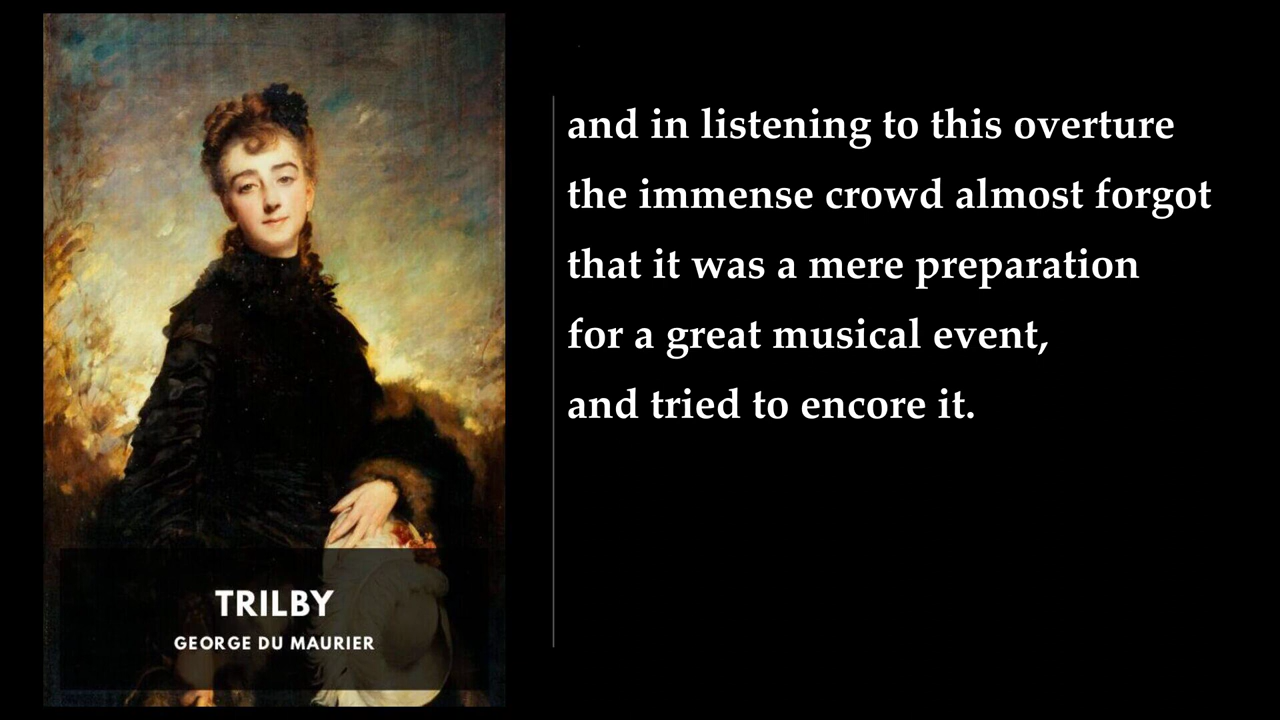 TRILBY
GEORGE DU MAURIER
and in listening to this overture
the immense crowd almost forgot
that it was a mere preparation
for a great musical event,
and tried to encore it.